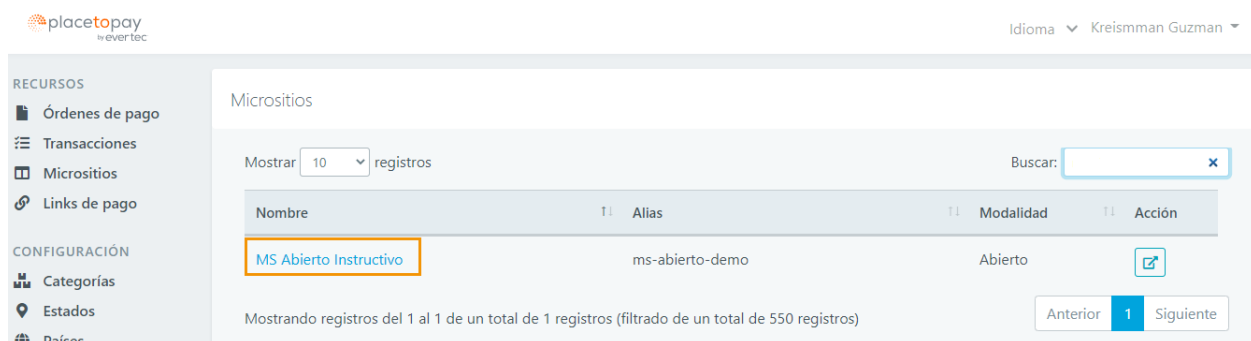 placetopay
by evertec
Idioma Kreismman Guzman
RECURSOS
Órdenes de pago
Transacciones
Micrositios
Links de pago
CONFIGURACIÓN
Categorías
Estados
Países
Micrositios
Mostrar 10 registros
Buscar:
Nombre Alias Modalidad Acción
MS Abierto Instructivo ms-abierto-demo Abierto
Mostrando registros del 1 al 1 de un total de 1 registros (filtrado de un total de 550 registros)
Anterior 1 Siguiente